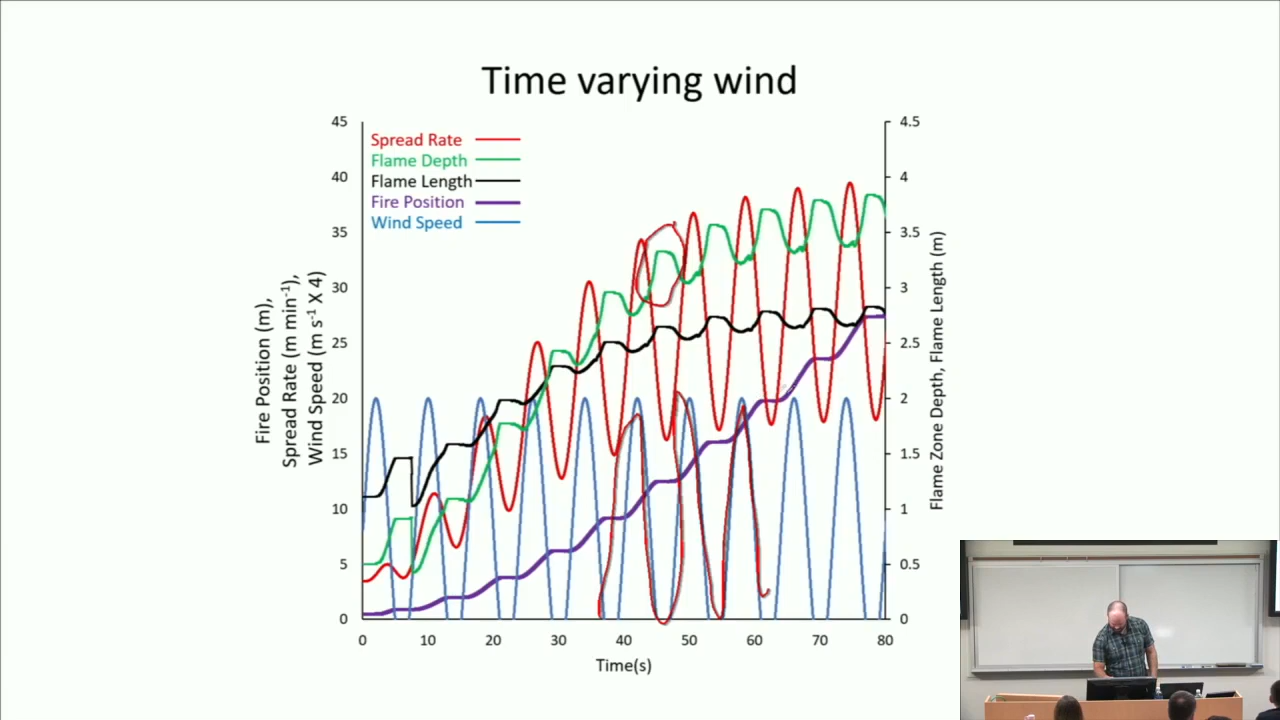 Time varying wind
Spread Rate
Flame Depth
Flame Length
Fire Position
Wind Speed
45
40
35
30
25
20
15
10
5
0
4.5
4
3.5
3
2.5
2
1.5
1
0.5
0
Fire Position (m),
Spread Rate (m min⁻¹),
Wind Speed (m s⁻¹ X 4)
Flame Zone Depth, Flame Length (m)
0 10 20 30 40 50 60 70 80
Time(s)